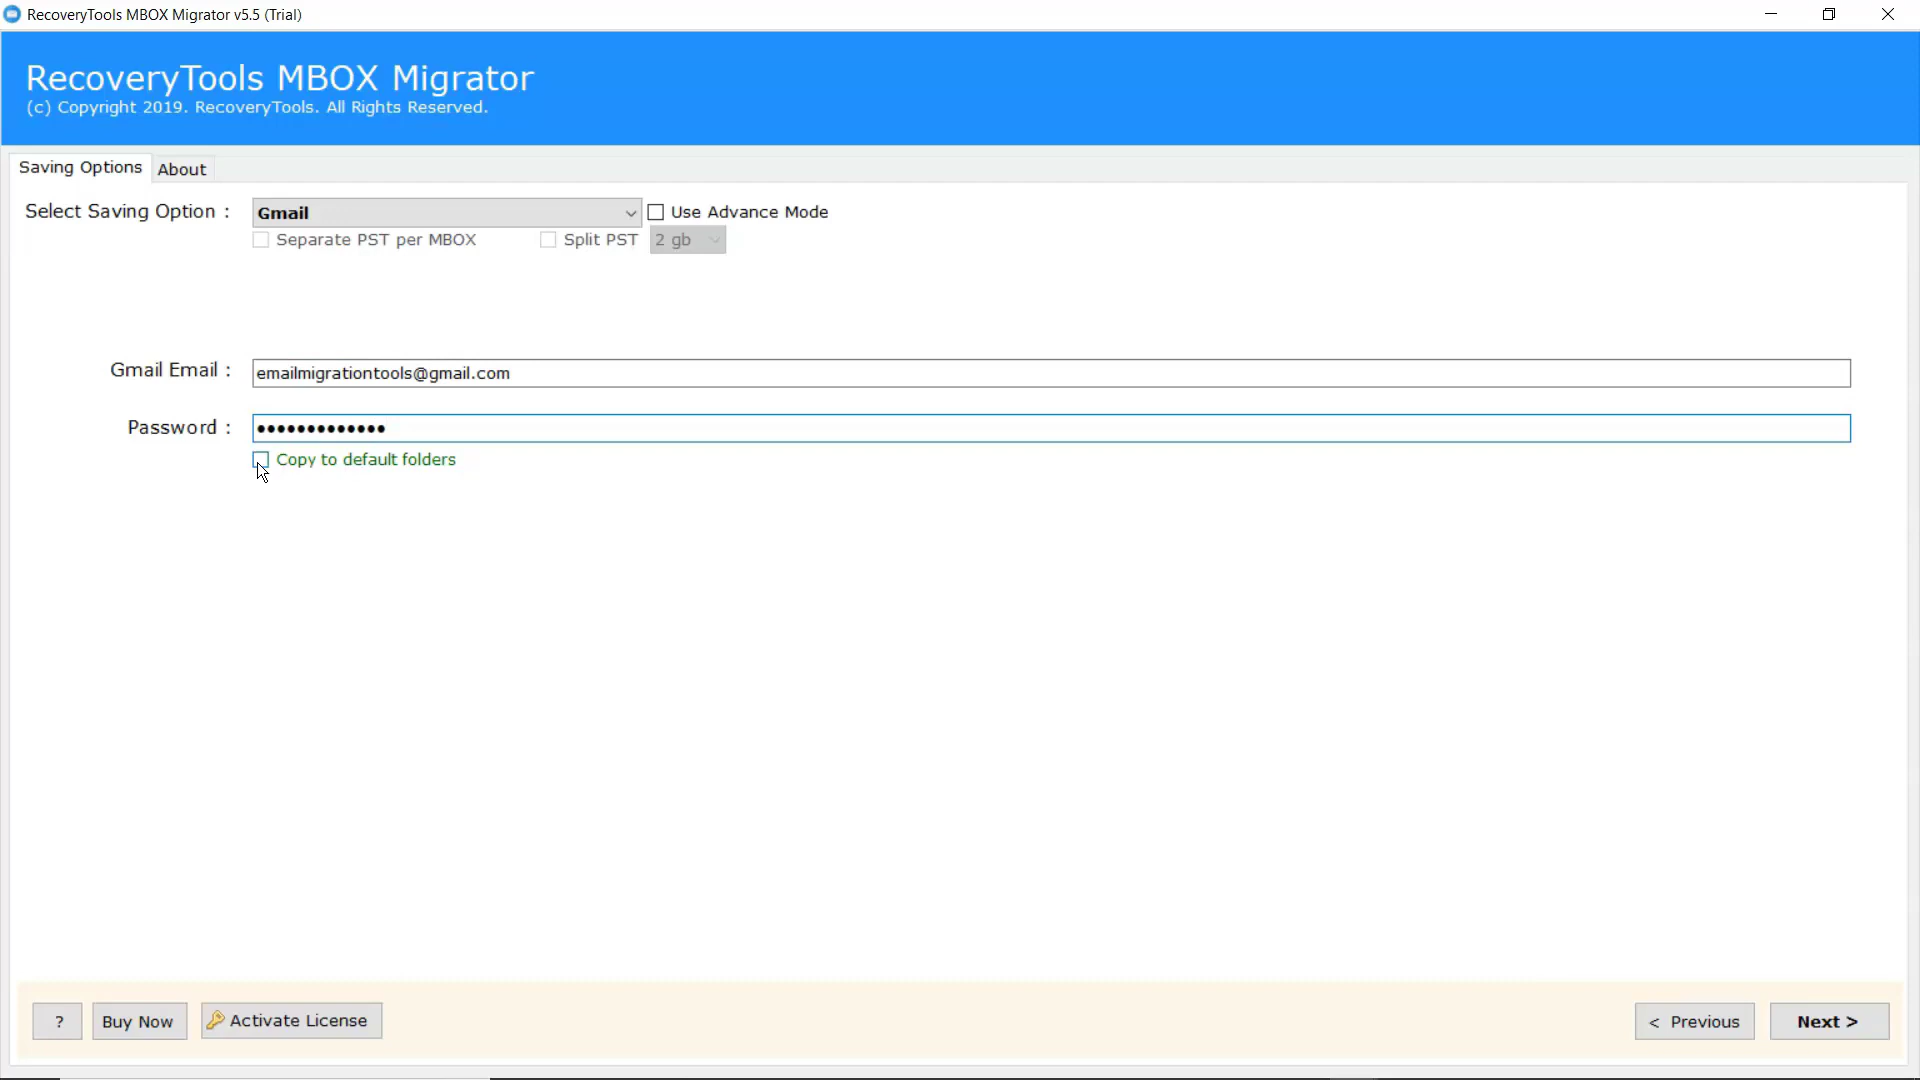 RecoveryTools MBOX Migrator v5.5 (Trial)
RecoveryTools MBOX Migrator
(c) Copyright 2019. RecoveryTools. All Rights Reserved.
Saving Options About
Select Saving Option : Gmail Use Advance Mode
Separate PST per MBOX Split PST 2 gb
Gmail Email : emailmigrationtools@gmail.com
Password : •••••••••••••
Copy to default folders
? Buy Now Activate License < Previous Next >